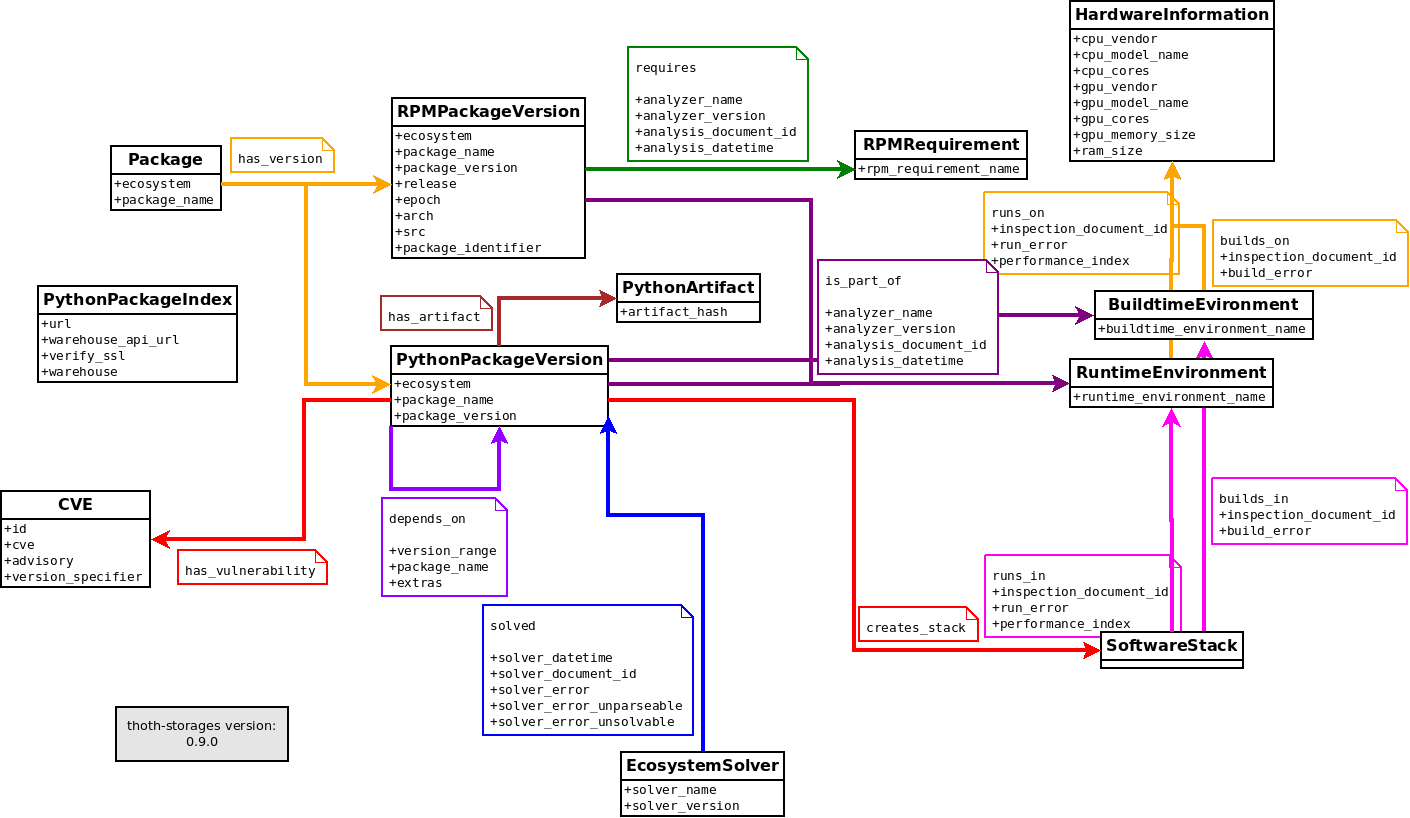 HardwareInformation
+cpu_vendor
+cpu_model_name
+cpu_cores
+gpu_vendor
+gpu_model_name
+gpu_cores
+gpu_memory_size
+ram_size
requires
+analyzer_name
+analyzer_version
+analysis_document_id
+analysis_datetime
RPMPackageVersion
+ecosystem
+package_name
+package_version
+release
+epoch
+arch
+src
+package_identifier
RPMRequirement
+rpm_requirement_name
Package
+ecosystem
+package_name
has_version
runs_on
+inspection_document_id
+run_error
+performance_index
builds_on
+inspection_document_id
+build_error
is_part_of
+analyzer_name
+analyzer_version
+analysis_document_id
+analysis_datetime
PythonPackageIndex
+url
+warehouse_api_url
+verify_ssl
+warehouse
has_artifact
PythonArtifact
+artifact_hash
BuildtimeEvironment
+buildtime_environment_name
PythonPackageVersion
+ecosystem
+package_name
+package_version
RuntimeEnvironment
+runtime_environment_name
CVE
+id
+cve
+advisory
+version_specifier
has_vulnerability
depends_on
+version_range
+package_name
+extras
builds_in
+inspection_document_id
+build_error
runs_in
+inspection_document_id
+run_error
+performance_index
solved
+solver_datetime
+solver_document_id
+solver_error
+solver_error_unparseable
+solver_error_unsolvable
creates_stack
SoftwareStack
thoth-storages version:
0.9.0
EcosystemSolver
+solver_name
+solver_version